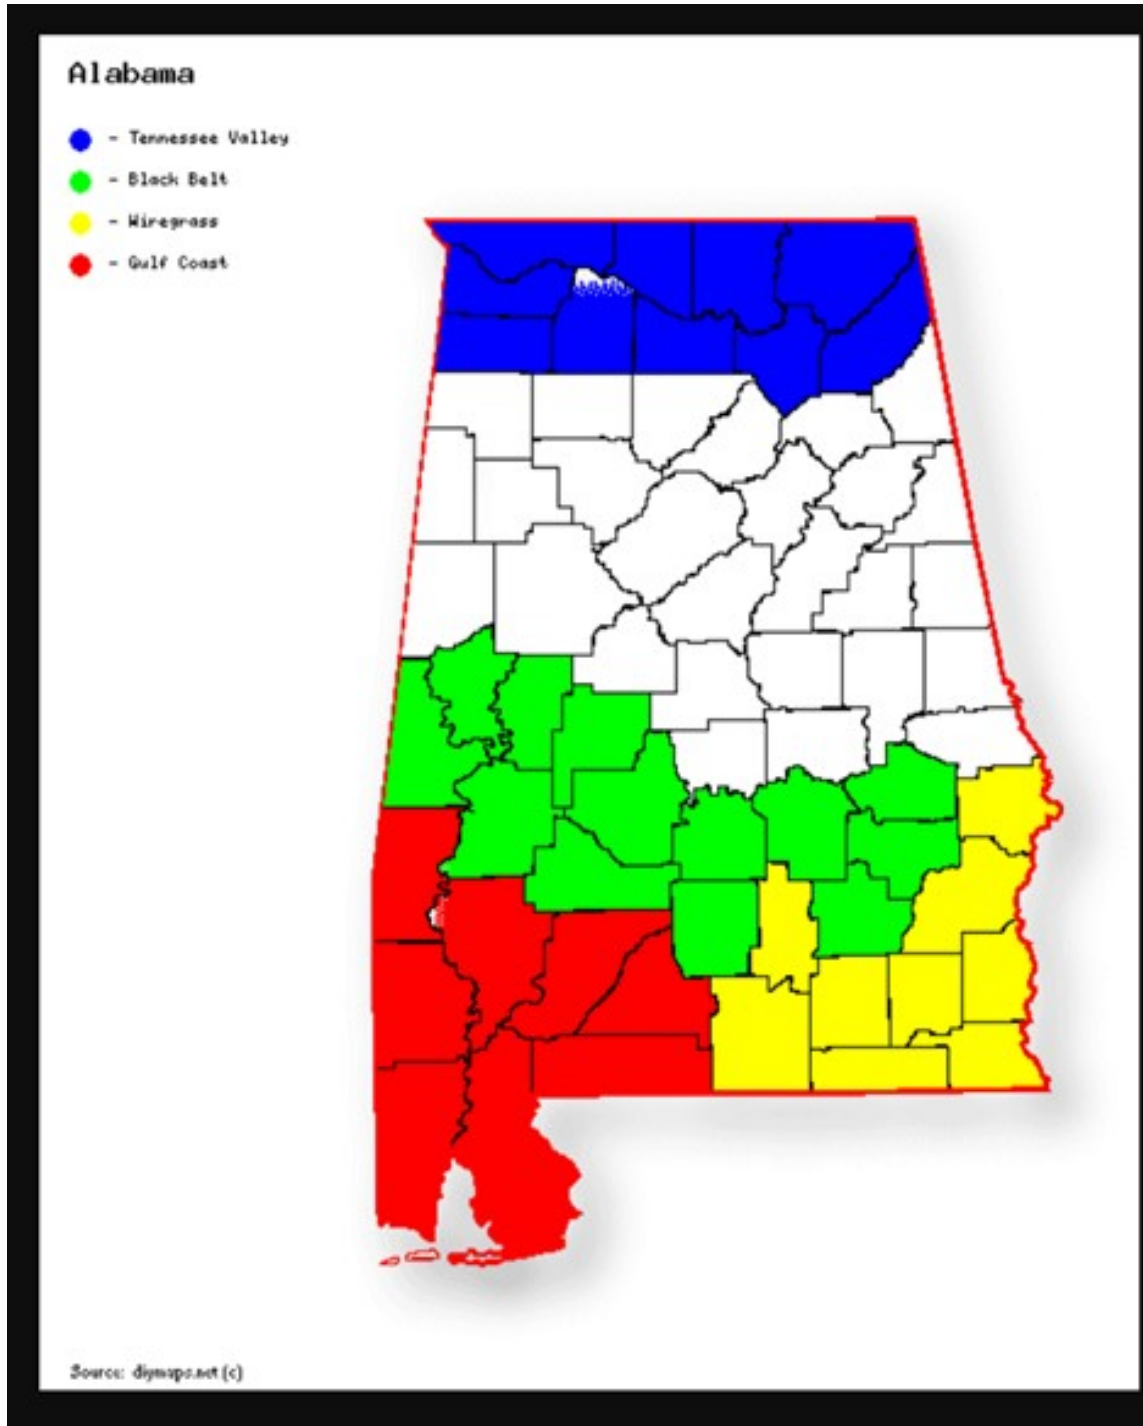 Alabama
- Tennessee Valley
- Black Belt
- Wiregrass
- Gulf Coast
Source: diymaps.net (c)